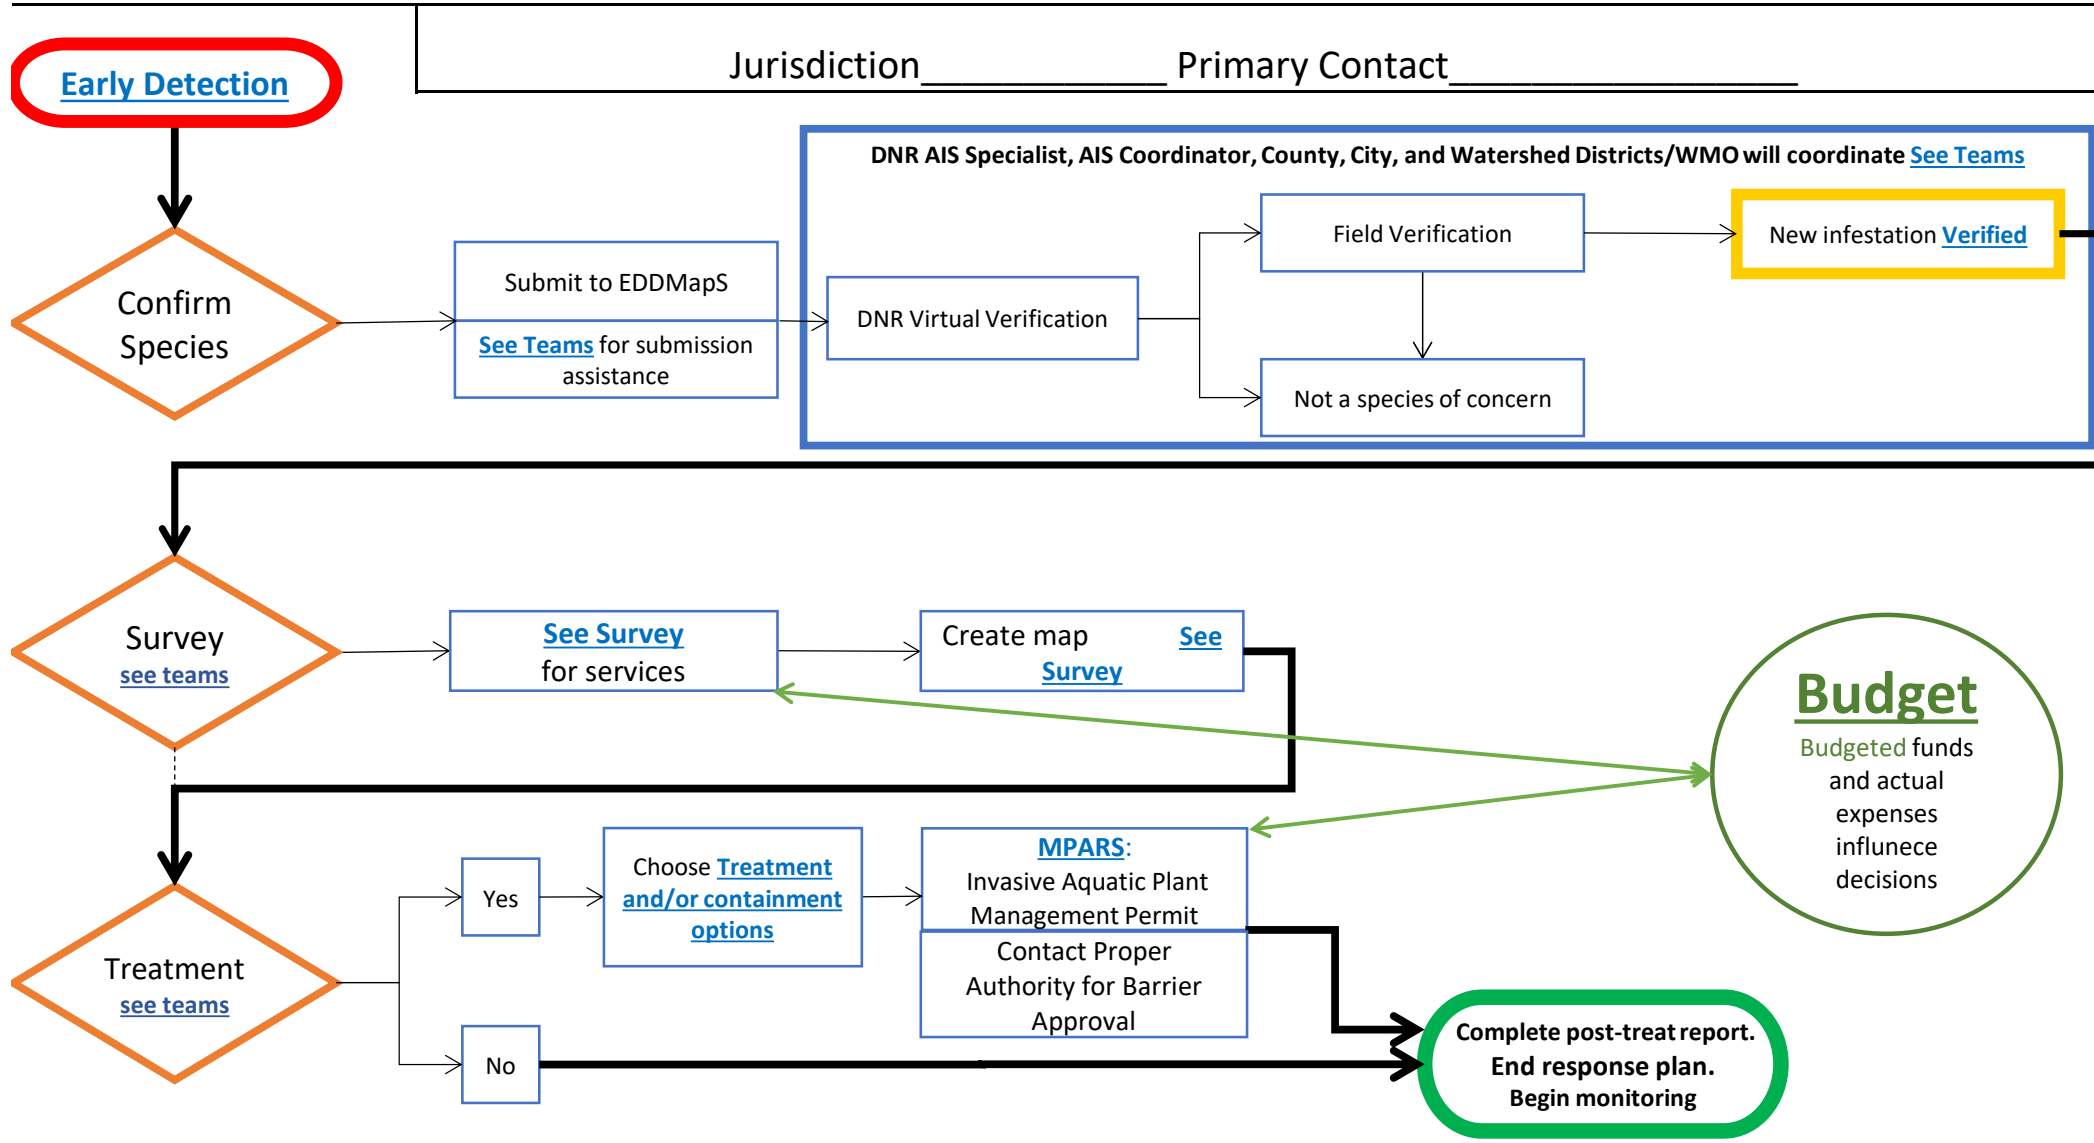 Jurisdiction____________ Primary Contact_________________
Early Detection
DNR AIS Specialist, AIS Coordinator, County, City, and Watershed Districts/WMO will coordinate See Teams
Confirm
Species
Submit to EDDMapS
See Teams for submission
assistance
DNR Virtual Verification
Field Verification
Not a species of concern
New infestation Verified
Survey
see teams
See Survey
for services
Create map See
Survey
Budget
Budgeted funds
and actual
expenses
influnece
decisions
Treatment
see teams
Yes
No
Choose Treatment
and/or containment
options
MPARS:
Invasive Aquatic Plant
Management Permit
Contact Proper
Authority for Barrier
Approval
Complete post-treat report.
End response plan.
Begin monitoring